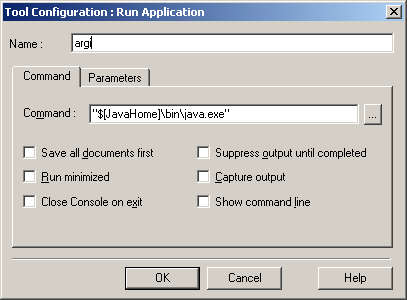 Tool Configuration : Run Application
Name : argi
Command Parameters
Command : "$[JavaHome]\bin\java.exe" ...
Save all documents first Suppress output until completed
Run minimized Capture output
Close Console on exit Show command line
OK Cancel Help